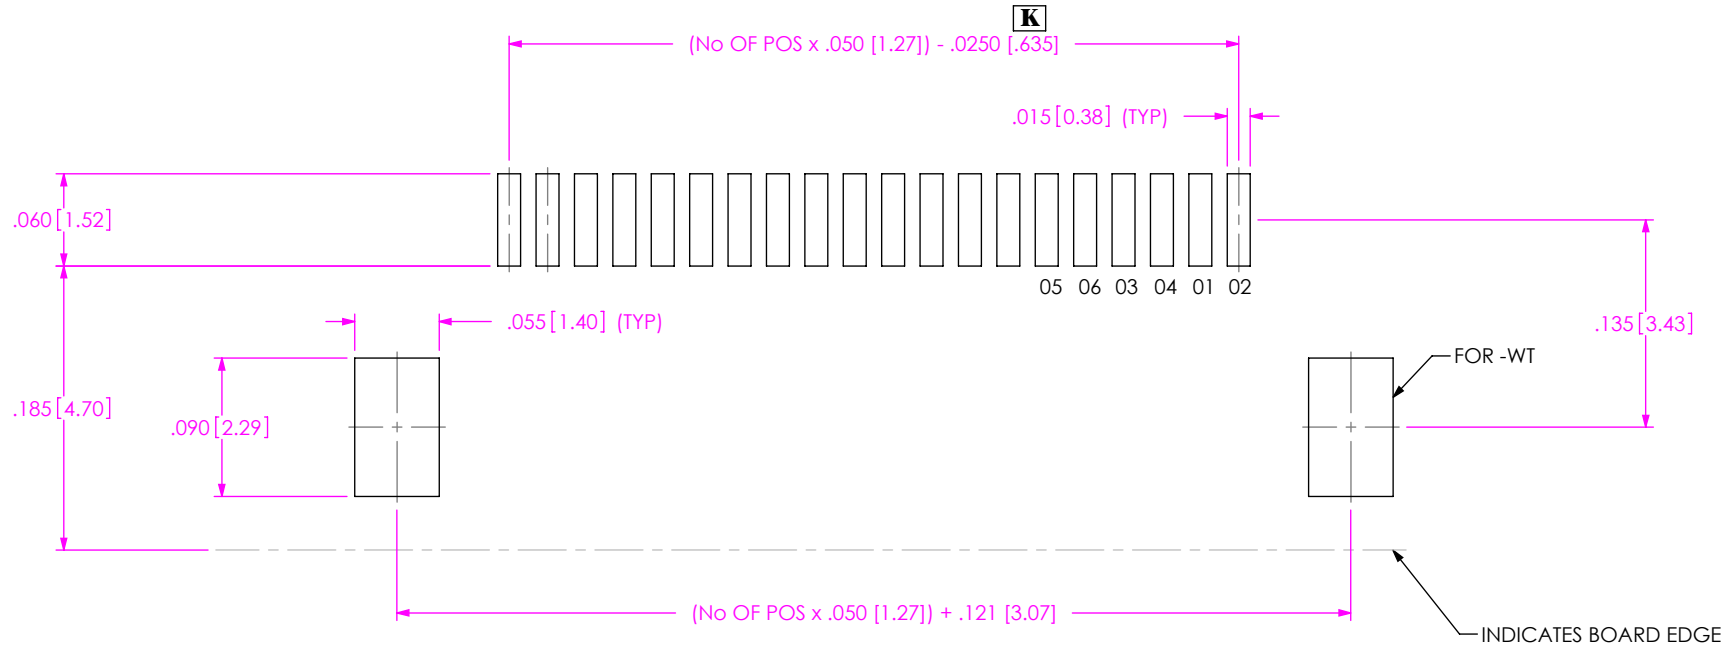 K
(No OF POS x .050 [1.27]) - .0250 [.635]
.015[0.38] (TYP)
.060[1.52]
05 06 03 04 01 02
.055[1.40] (TYP)
.135[3.43]
FOR -WT
.185[4.70]
.090[2.29]
(No OF POS x .050 [1.27]) + .121 [3.07]
INDICATES BOARD EDGE